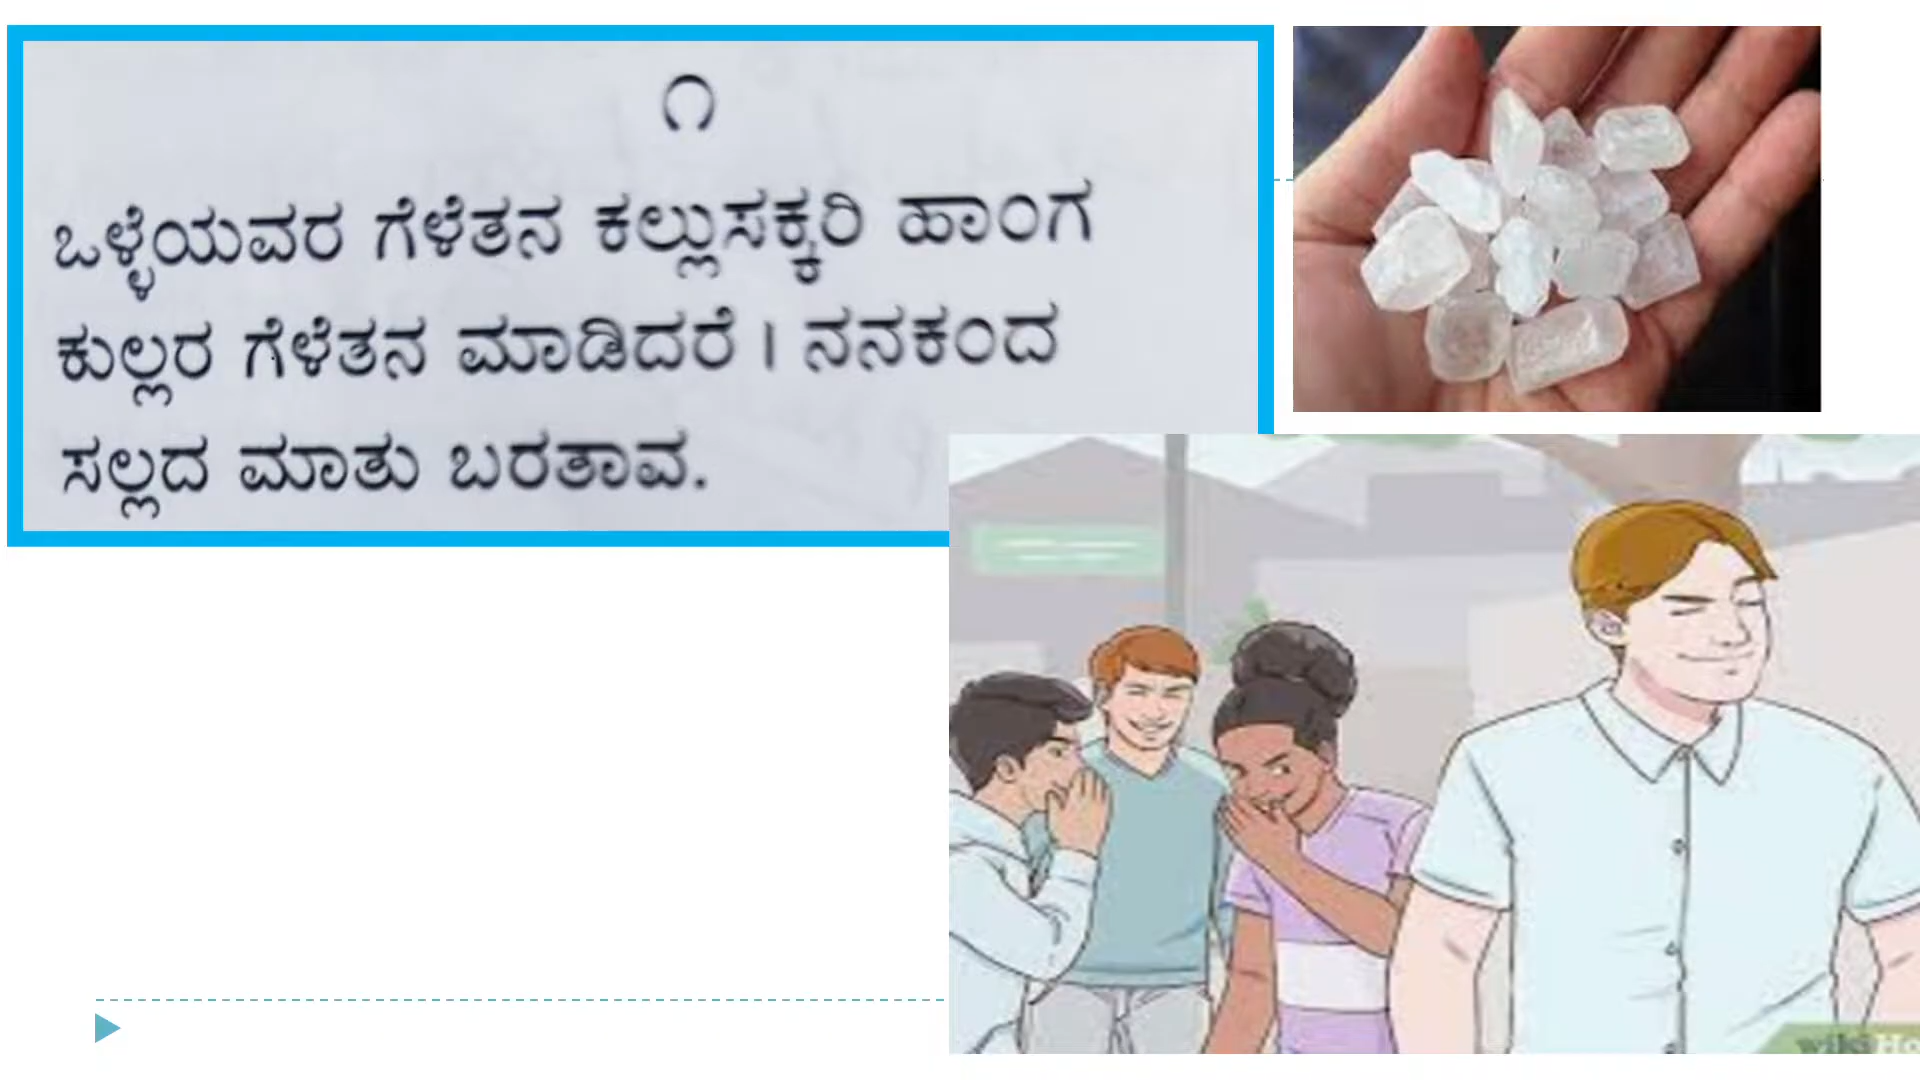 ೧
ಒಳ್ಳೆಯವರ ಗೆಳೆತನ ಕಲ್ಲುಸಕ್ಕರಿ ಹಾಂಗ
ಕುಲ್ಲರ ಗೆಳೆತನ ಮಾಡಿದರೆ । ನನಕಂದ
ಸಲ್ಲದ ಮಾತು ಬರತಾವ.